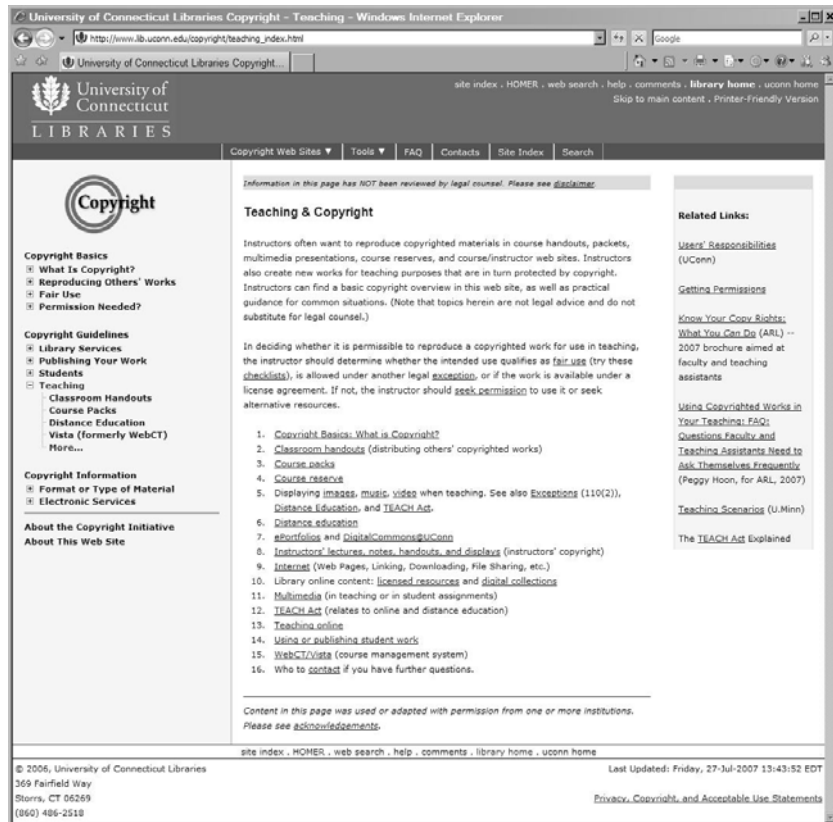 University of Connecticut Libraries Copyright - Teaching - Windows Internet Explorer
http://www.lib.uconn.edu/copyright/teaching_index.html
Google
University of Connecticut Libraries Copyright...
University of
Connecticut
LIBRARIES
site index . HOMER . web search . help . comments . library home . uconn home
Skip to main content . Printer-Friendly Version
Copyright Web Sites ▼ | Tools ▼ | FAQ | Contacts | Site Index | Search
Copyright
Copyright Basics
What Is Copyright?
Reproducing Others' Works
Fair Use
Permission Needed?
Copyright Guidelines
Library Services
Publishing Your Work
Students
Teaching
Classroom Handouts
Course Packs
Distance Education
Vista (formerly WebCT)
More...
Copyright Information
Format or Type of Material
Electronic Services
About the Copyright Initiative
About This Web Site
Information in this page has NOT been reviewed by legal counsel. Please see disclaimer.
Teaching & Copyright
Instructors often want to reproduce copyrighted materials in course handouts, packets,
multimedia presentations, course reserves, and course/instructor web sites. Instructors
also create new works for teaching purposes that are in turn protected by copyright.
Instructors can find a basic copyright overview in this web site, as well as practical
guidance for common situations. (Note that topics herein are not legal advice and do not
substitute for legal counsel.)
In deciding whether it is permissible to reproduce a copyrighted work for use in teaching,
the instructor should determine whether the intended use qualifies as fair use (try these
checklists), is allowed under another legal exception, or if the work is available under a
license agreement. If not, the instructor should seek permission to use it or seek
alternative resources.
1. Copyright Basics: What is Copyright?
2. Classroom handouts (distributing others' copyrighted works)
3. Course packs
4. Course reserve
5. Displaying images, music, video when teaching. See also Exceptions (110(2)),
Distance Education, and TEACH Act.
6. Distance education
7. ePortfolios and DigitalCommons@UConn
8. Instructors' lectures, notes, handouts, and displays (instructors' copyright)
9. Internet (Web Pages, Linking, Downloading, File Sharing, etc.)
10. Library online content: licensed resources and digital collections
11. Multimedia (in teaching or in student assignments)
12. TEACH Act (relates to online and distance education)
13. Teaching online
14. Using or publishing student work
15. WebCT/Vista (course management system)
16. Who to contact if you have further questions.
Content in this page was used or adapted with permission from one or more institutions.
Please see acknowledgements.
Related Links:
Users' Responsibilities
(UConn)
Getting Permissions
Know Your Copy Rights:
What You Can Do (ARL) --
2007 brochure aimed at
faculty and teaching
assistants
Using Copyrighted Works in
Your Teaching: FAQ:
Questions Faculty and
Teaching Assistants Need to
Ask Themselves Frequently
(Peggy Hoon, for ARL, 2007)
Teaching Scenarios (U.Minn)
The TEACH Act Explained
site index . HOMER . web search . help . comments . library home . uconn home
© 2006, University of Connecticut Libraries
369 Fairfield Way
Storrs, CT 06269
(860) 486-2518
Last Updated: Friday, 27-Jul-2007 13:43:52 EDT
Privacy, Copyright, and Acceptable Use Statements